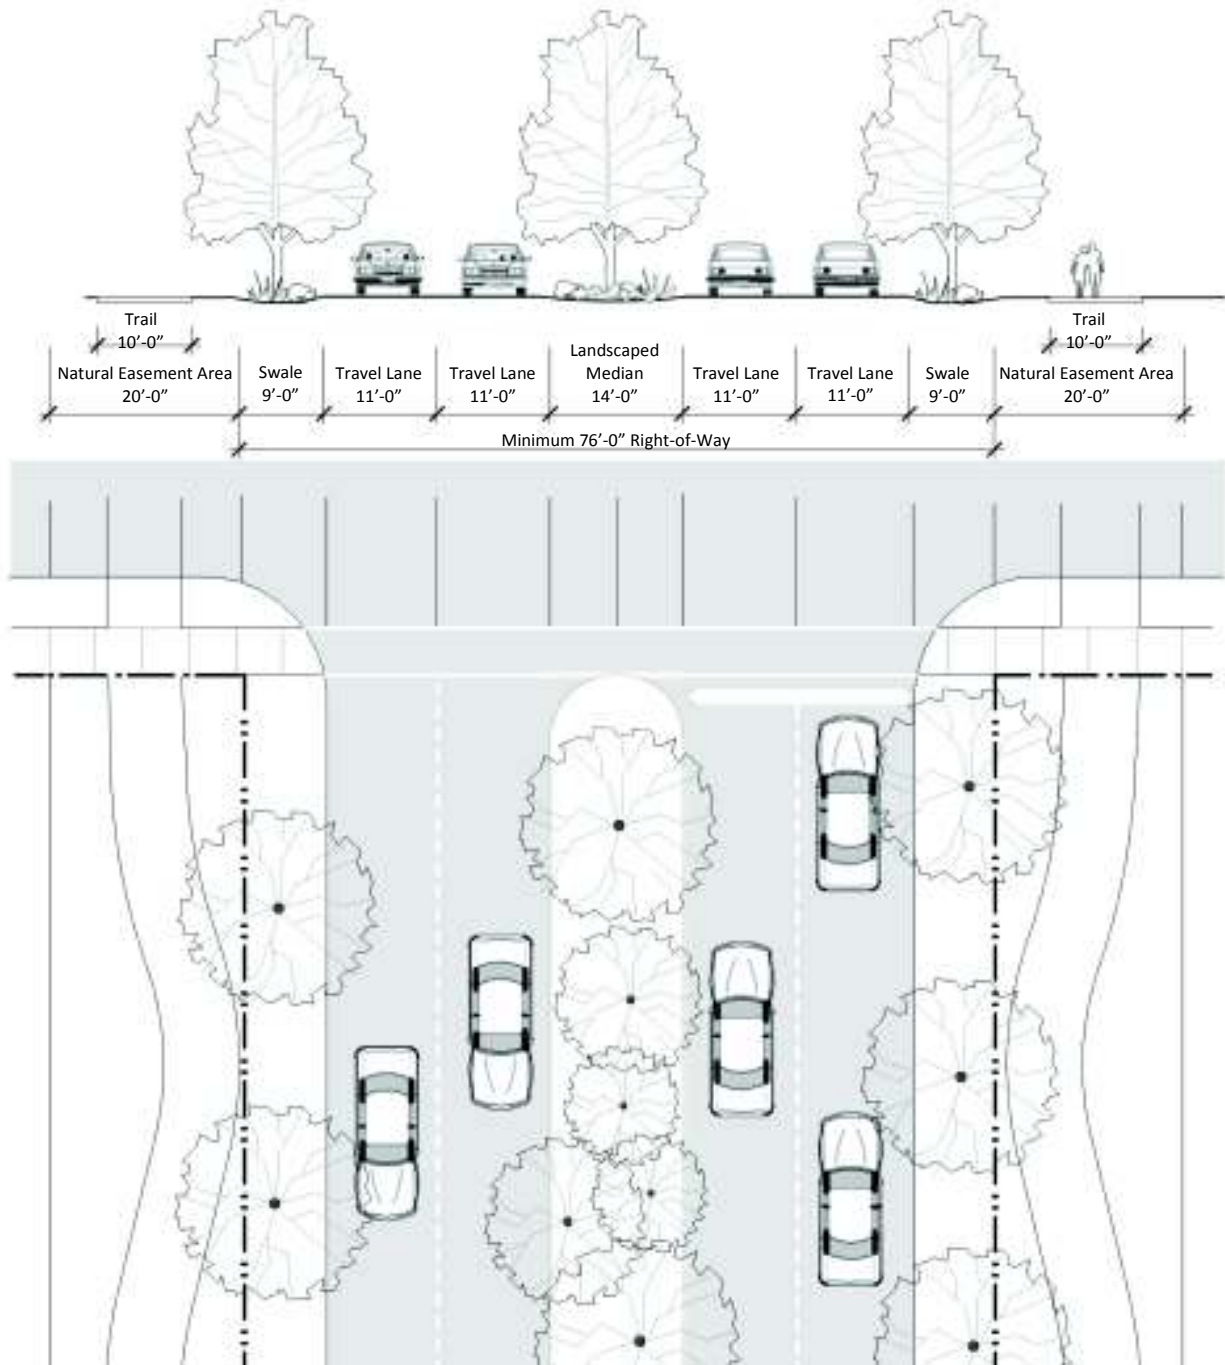 Trail
10’-0”
Trail
10’-0”
Natural Easement Area
20’-0”
Swale
9’-0”
Travel Lane
11’-0”
Travel Lane
11’-0”
Landscaped
Median
14’-0”
Travel Lane
11’-0”
Travel Lane
11’-0”
Swale
9’-0”
Natural Easement Area
20’-0”
Minimum 76’-0” Right-of-Way